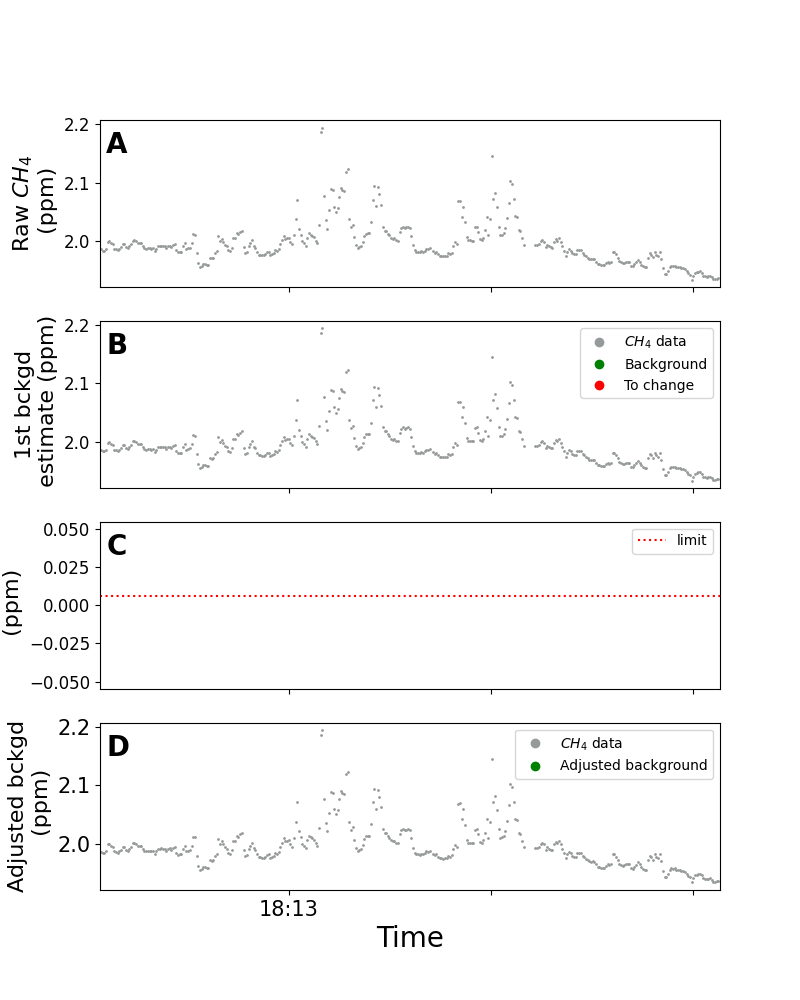 A
Raw CH₄
(ppm)
2.2
2.1
2.0
B
1st bckgd
estimate (ppm)
2.2
2.1
2.0
CH₄ data
Background
To change
C
(ppm)
0.050
0.025
0.000
−0.025
−0.050
limit
D
Adjusted bckgd
(ppm)
2.2
2.1
2.0
CH₄ data
Adjusted background
18:13
Time